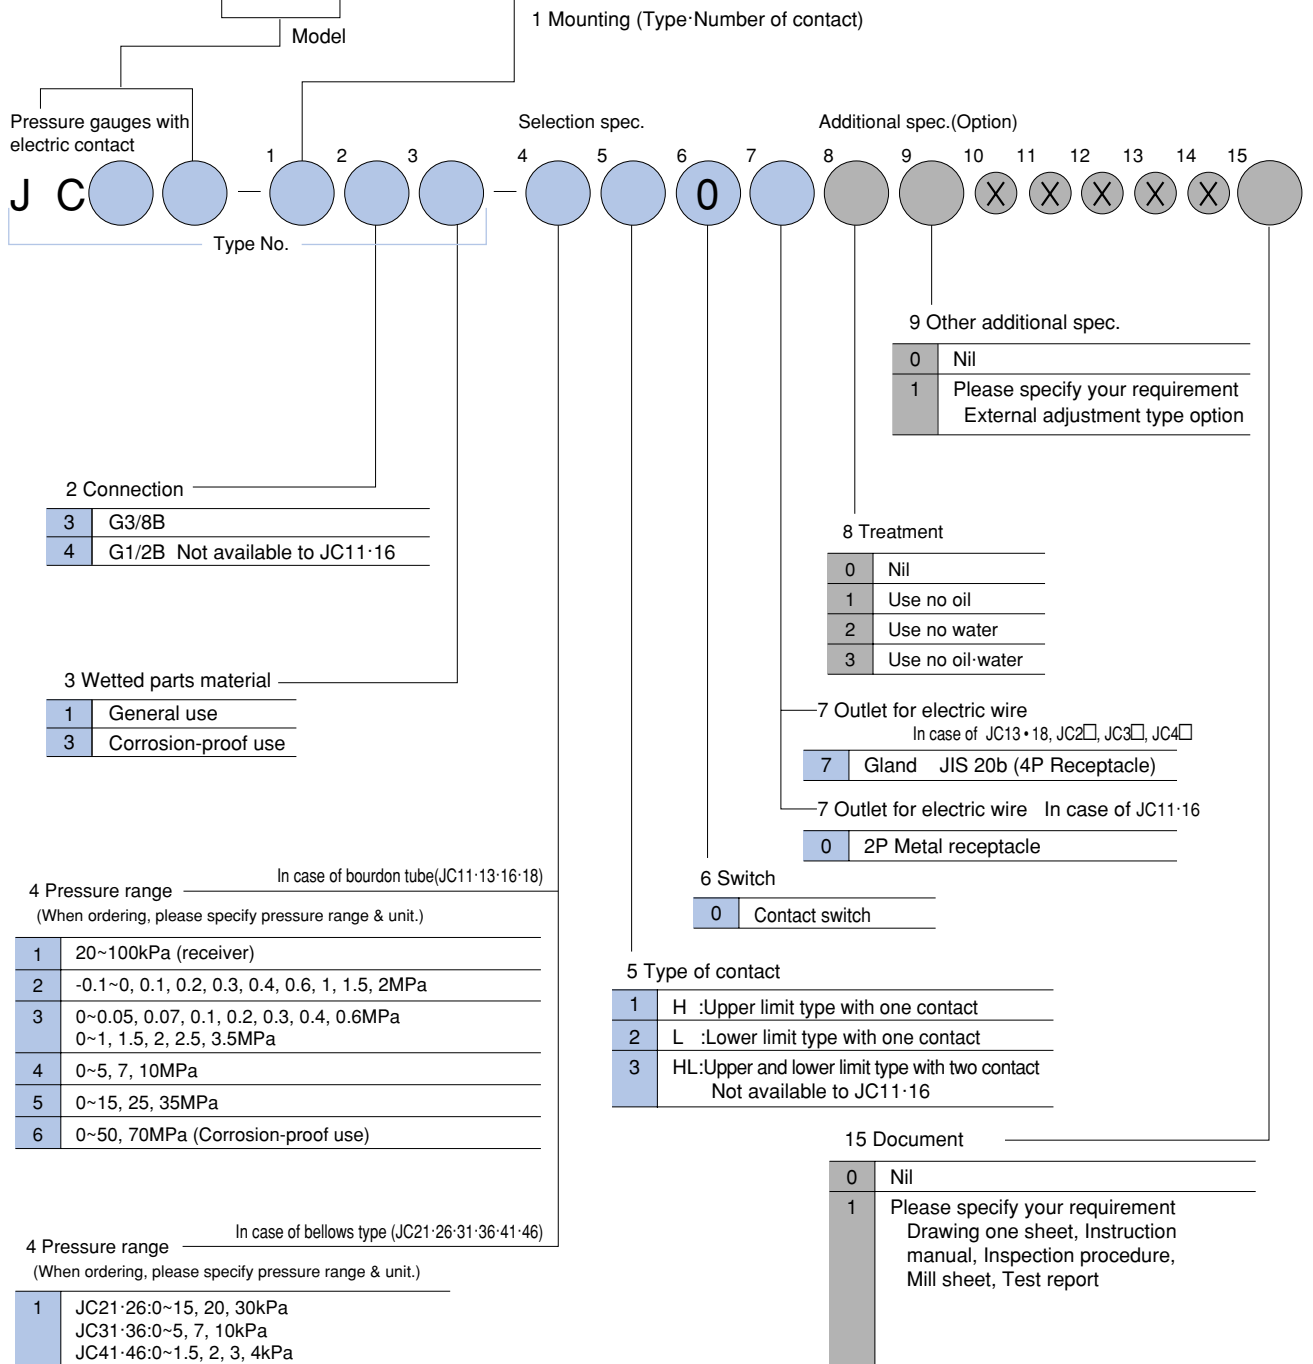 1 Mounting (Type·Number of contact)
Model
Pressure gauges with
electric contact
Selection spec.
Additional spec.(Option)
1 2 3 4 5 6 7 8 9 10 11 12 13 14 15
J C — — 0 X X X X X
Type No.
9 Other additional spec.
0 Nil
1 Please specify your requirement
External adjustment type option
2 Connection
3 G3/8B
4 G1/2B Not available to JC11·16
8 Treatment
0 Nil
1 Use no oil
2 Use no water
3 Use no oil·water
3 Wetted parts material
1 General use
3 Corrosion-proof use
7 Outlet for electric wire
In case of JC13・18, JC2□, JC3□, JC4□
7 Gland JIS 20b (4P Receptacle)
7 Outlet for electric wire In case of JC11·16
0 2P Metal receptacle
6 Switch
0 Contact switch
In case of bourdon tube(JC11·13·16·18)
4 Pressure range
(When ordering, please specify pressure range & unit.)
1 20~100kPa (receiver)
2 -0.1~0, 0.1, 0.2, 0.3, 0.4, 0.6, 1, 1.5, 2MPa
3 0~0.05, 0.07, 0.1, 0.2, 0.3, 0.4, 0.6MPa
0~1, 1.5, 2, 2.5, 3.5MPa
4 0~5, 7, 10MPa
5 0~15, 25, 35MPa
6 0~50, 70MPa (Corrosion-proof use)
5 Type of contact
1 H :Upper limit type with one contact
2 L :Lower limit type with one contact
3 HL:Upper and lower limit type with two contact
Not available to JC11·16
15 Document
0 Nil
1 Please specify your requirement
Drawing one sheet, Instruction
manual, Inspection procedure,
Mill sheet, Test report
In case of bellows type (JC21·26·31·36·41·46)
4 Pressure range
(When ordering, please specify pressure range & unit.)
1 JC21·26:0~15, 20, 30kPa
JC31·36:0~5, 7, 10kPa
JC41·46:0~1.5, 2, 3, 4kPa